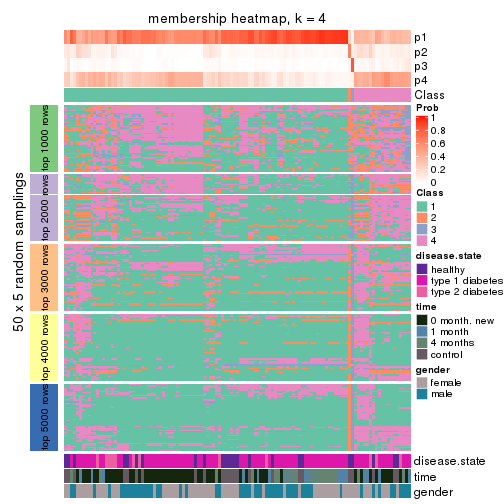 membership heatmap, k = 4
p1
p2
p3
p4
Class
Prob
1
0.8
0.6
0.4
0.2
0
Class
1
2
3
4
disease.state
healthy
type 1 diabetes
type 2 diabetes
time
0 month. new
1 month
4 months
control
gender
female
male
50 x 5 random samplings
top 1000 rows
top 2000 rows
top 3000 rows
top 4000 rows
top 5000 rows
disease.state
time
gender